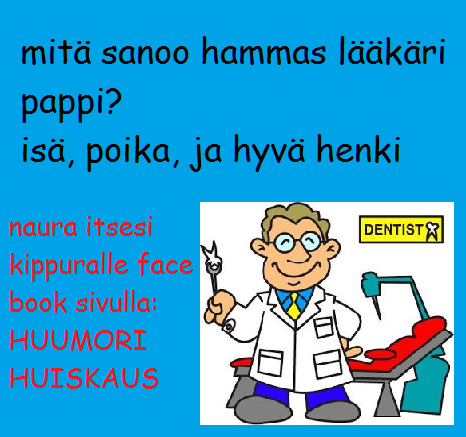 mitä sanoo hammas lääkäri
pappi?
isä, poika, ja hyvä henki
naura itsesi
kippuralle face
book sivulla:
HUUMORI
HUISKAUS
DENTIST